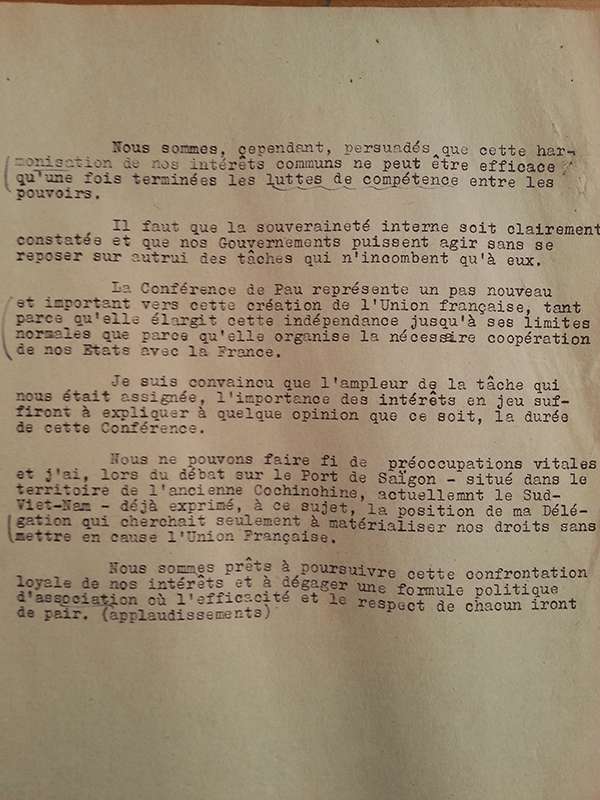 Nous sommes, cependant, persuadés que cette har-
monisation de nos intérêts communs ne peut être efficace
qu'une fois terminées les luttes de compétence entre les
pouvoirs.
Il faut que la souveraineté interne soit clairement
constatée et que nos Gouvernements puissent agir sans se
reposer sur autrui des tâches qui n'incombent qu'à eux.
La Conférence de Pau représente un pas nouveau
et important vers cette création de l'Union française, tant
parce qu'elle élargit cette indépendance jusqu'à ses limites
normales que parce qu'elle organise la nécessaire coopération
de nos Etats avec la France.
Je suis convaincu que l'ampleur de la tâche qui
nous était assignée, l'importance des intérêts en jeu suf-
firont à expliquer à quelque opinion que ce soit, la durée
de cette Conférence.
Nous ne pouvons faire fi de préoccupations vitales
et j'ai, lors du débat sur le Port de Saïgon - situé dans le
territoire de l'ancienne Cochinchine, actuellemnt le Sud-
Viet-Nam - déjà exprimé, à ce sujet, la position de ma Délé-
gation qui cherchait seulement à matérialiser nos droits sans
mettre en cause l'Union Française.
Nous sommes prêts à poursuivre cette confrontation
loyale de nos intérêts et à dégager une formule politique
d'association où l'efficacité et le respect de chacun iront
de pair. (applaudissements)